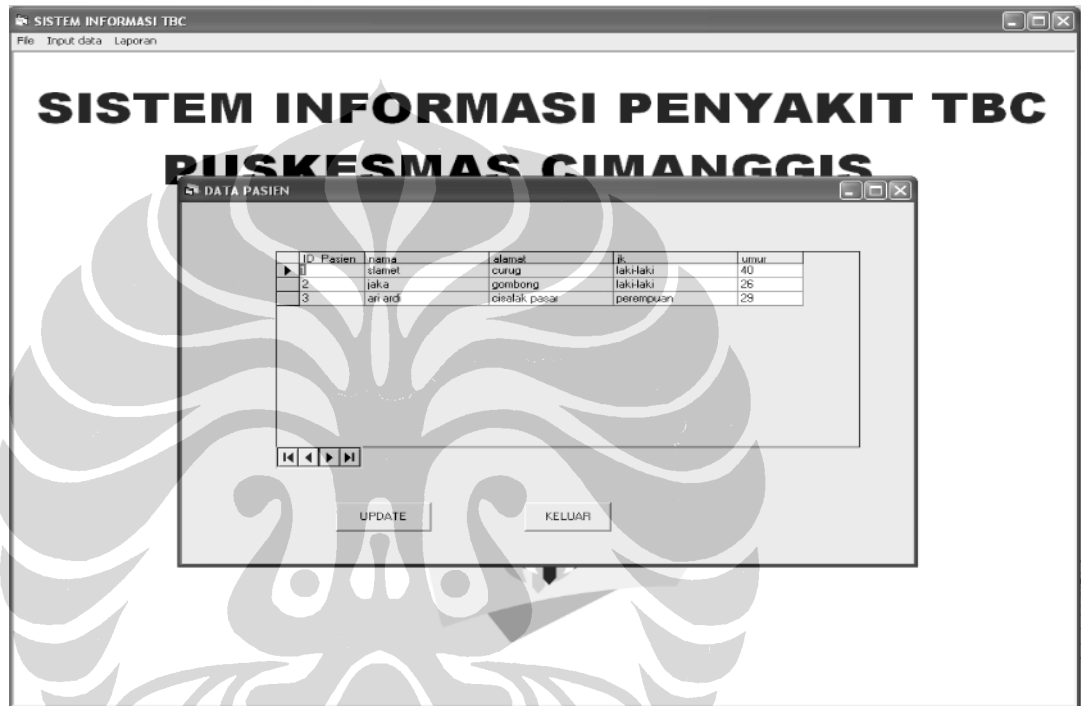 SISTEM INFORMASI TBC
File Input data Laporan
SISTEM INFORMASI PENYAKIT TBC
PUSKESMAS CIMANGGIS
DATA PASIEN
ID_Pasien nama alamat jk umur
1 slamet curug laki-laki 40
2 jaka gombong laki-laki 26
3 ari ardi cisalak pasar perempuan 29
UPDATE KELUAR